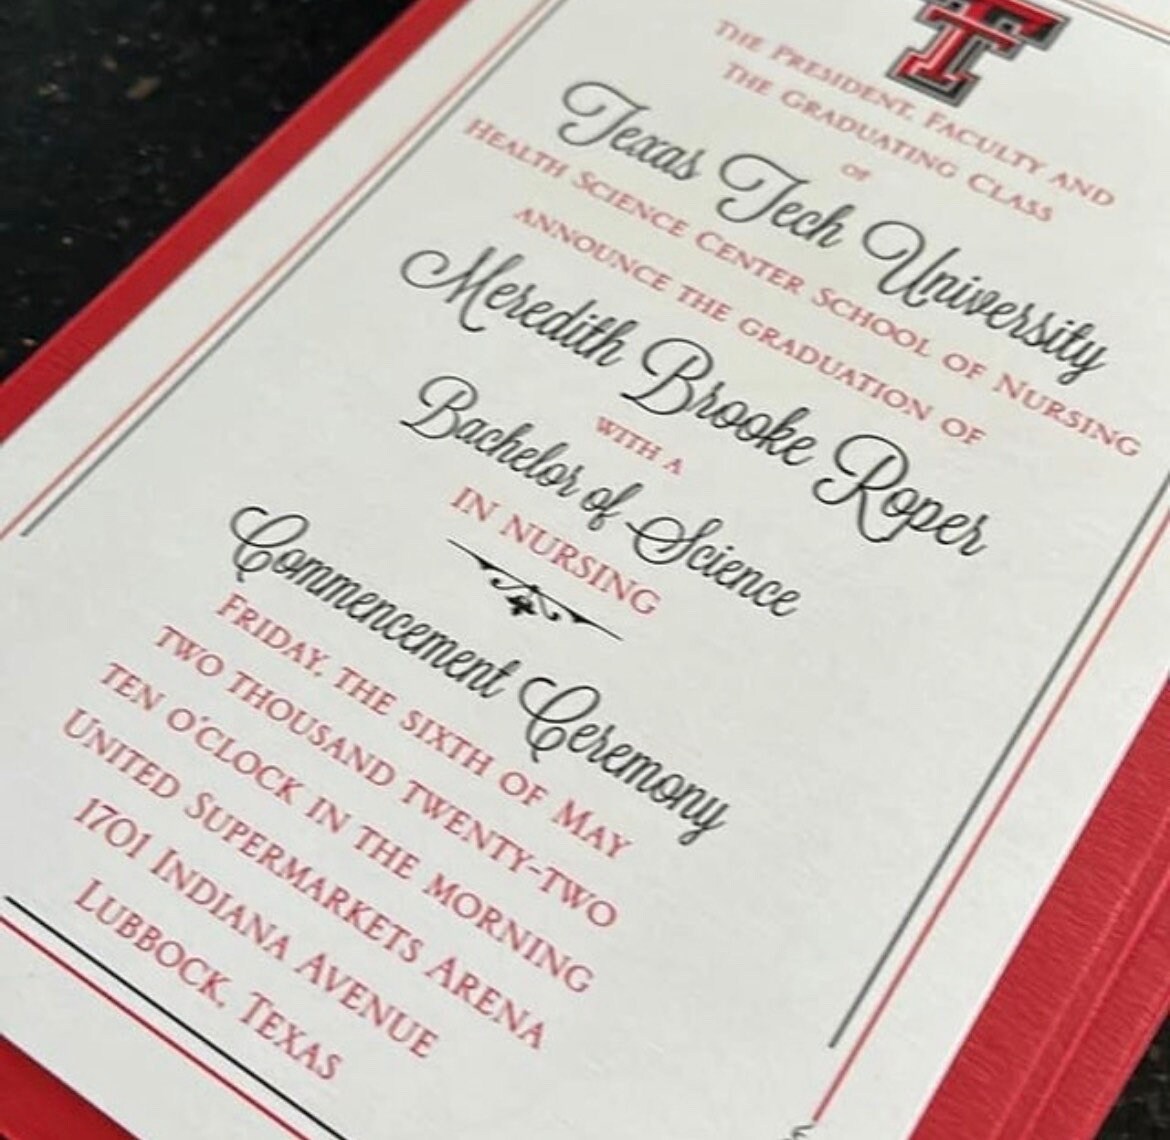 THE PRESIDENT, FACULTY AND
THE GRADUATING CLASS
OF
Texas Tech University
HEALTH SCIENCE CENTER SCHOOL OF NURSING
ANNOUNCE THE GRADUATION OF
Meredith Brooke Roper
WITH A
Bachelor of Science
IN NURSING
Commencement Ceremony
FRIDAY, THE SIXTH OF MAY
TWO THOUSAND TWENTY-TWO
TEN O'CLOCK IN THE MORNING
UNITED SUPERMARKETS ARENA
1701 INDIANA AVENUE
LUBBOCK, TEXAS